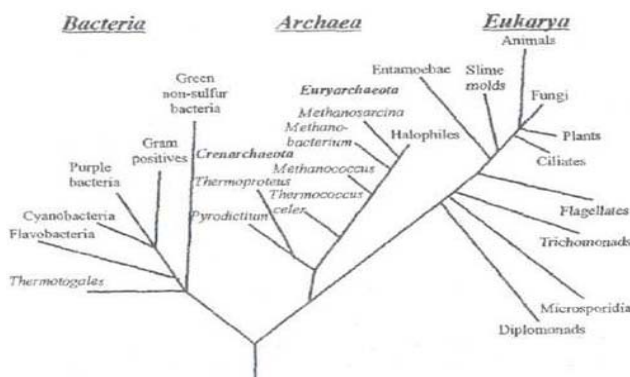 Bacteria
Archaea
Eukarya
Animals
Green
non-sulfur
bacteria
Entamoebae
Slime
molds
Euryarchaeota
Fungi
Methanosarcina
Methano-
bacterium
Halophiles
Plants
Gram
positives
Crenarchaeota
Ciliates
Purple
bacteria
Methanococcus
Thermoproteus
Thermococcus
celer
Cyanobacteria
Pyrodictium
Flagellates
Flavobacteria
Trichomonads
Thermotogales
Microsporidia
Diplomonads